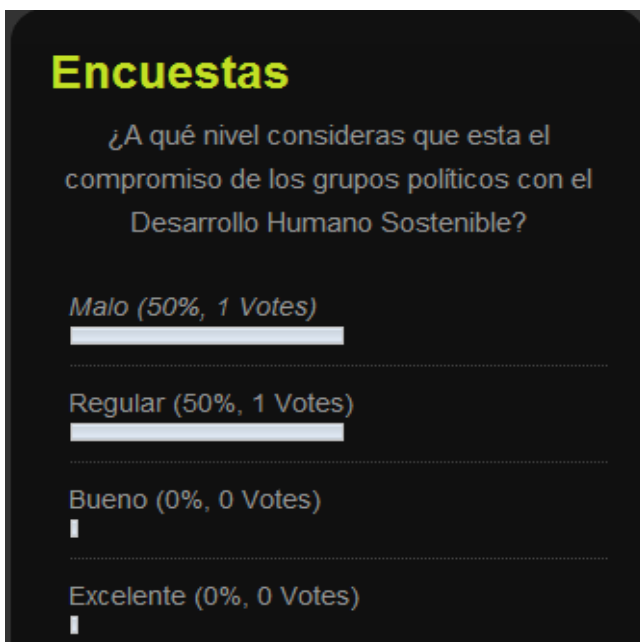 Encuestas
¿A qué nivel consideras que esta el
compromiso de los grupos políticos con el
Desarrollo Humano Sostenible?
Malo (50%, 1 Votes)
Regular (50%, 1 Votes)
Bueno (0%, 0 Votes)
Excelente (0%, 0 Votes)